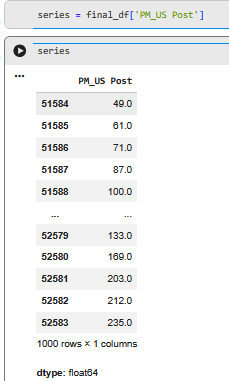 series = final_df['PM_US Post']
series
...
PM_US Post
51584 49.0
51585 61.0
51586 71.0
51587 87.0
51588 100.0
... ...
52579 133.0
52580 169.0
52581 203.0
52582 212.0
52583 235.0
1000 rows × 1 columns
dtype: float64